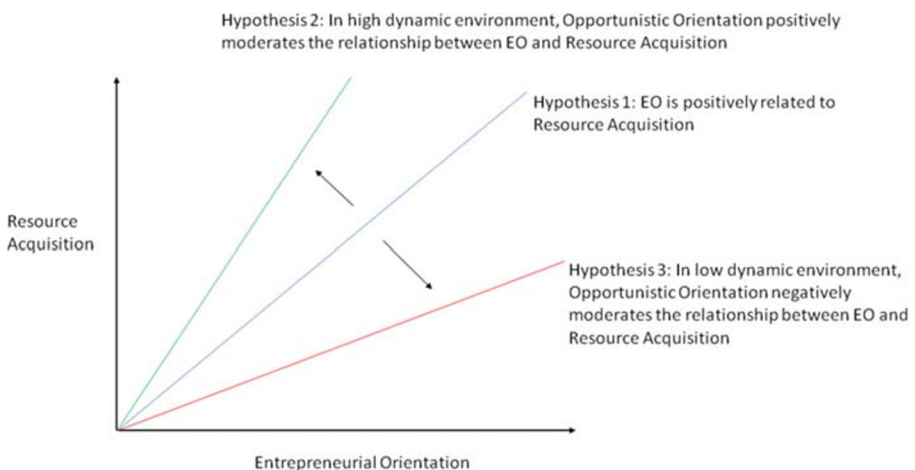 Hypothesis 2: In high dynamic environment, Opportunistic Orientation positively
moderates the relationship between EO and Resource Acquisition
Hypothesis 1: EO is positively related to
Resource Acquisition
Resource
Acquisition
Hypothesis 3: In low dynamic environment,
Opportunistic Orientation negatively
moderates the relationship between EO and
Resource Acquisition
Entrepreneurial Orientation